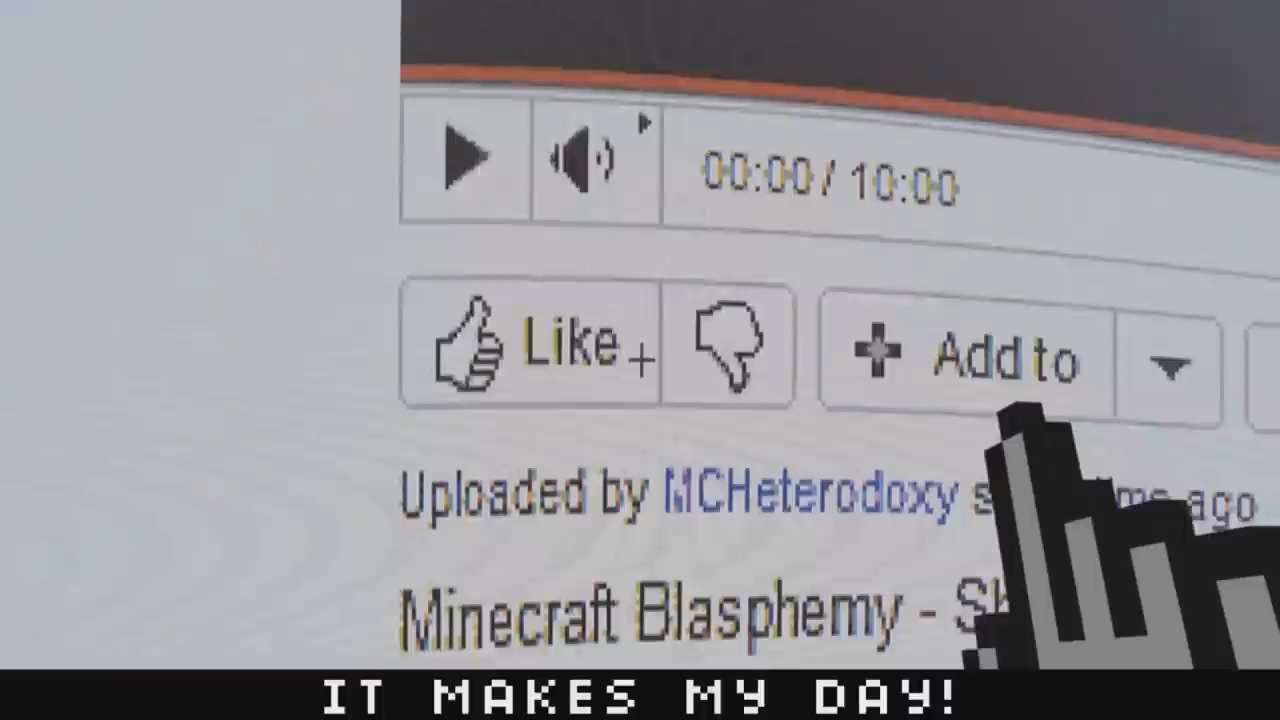 00:00 / 10:00
Like
Add to
Uploaded by MCHeterodoxy ago
Minecraft Blasphemy -
IT MAKES MY DAY!